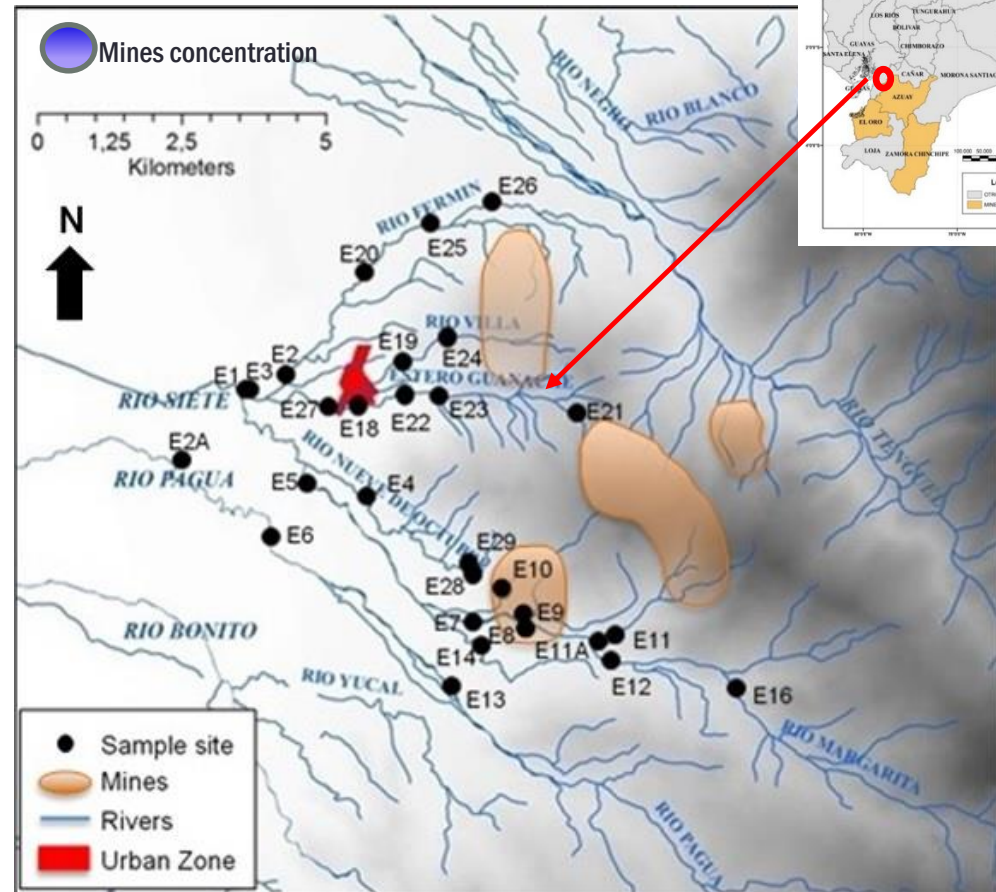 Mines concentration
0 1,25 2,5 5
Kilometers
N
RIO NEGRO
RIO BLANCO
RIO FERMIN
E26
E25
E20
RIO VILLA
E19
E24
E2
E1
E3
RIO SIETE
E27
E18
E22
E23
E21
RIO TENGUEL
E2A
RIO PAGUA
E5
E4
RIO NUEVE DE OCTUBRE
E6
E29
E28
E10
E9
E7
E8
E14
E11A
E11
E12
E13
E16
RIO BONITO
RIO YUCAL
RIO MARGARITA
RIO PAGUA
Sample site
Mines
Rivers
Urban Zone
TUNGURAHUA
LOS RIOS
BOLIVAR
GUAYAS
CHIMBORAZO
SANTA ELENA
CAÑAR
MORONA SANTIAG
AZUAY
EL ORO
LOJA
ZAMORA CHINCHIPE